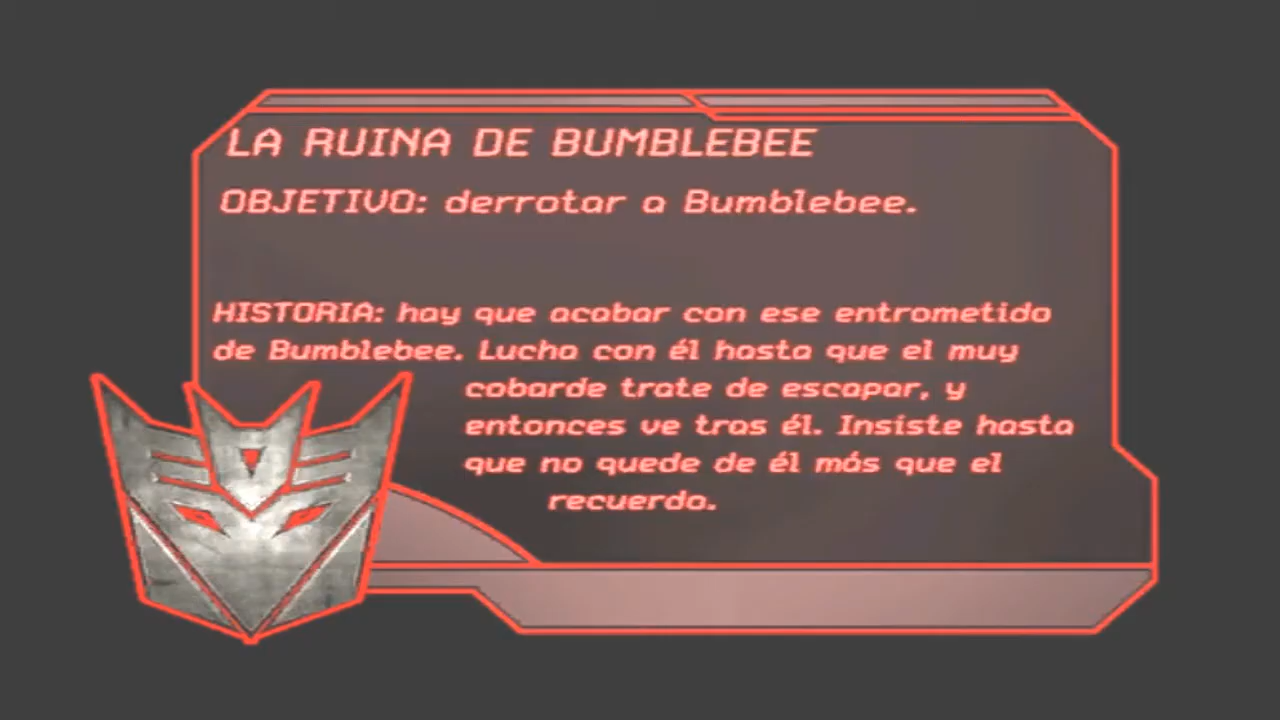 LA RUINA DE BUMBLEBEE
OBJETIVO: derrotar a Bumblebee.
HISTORIA: hay que acabar con ese entrometido
de Bumblebee. Lucha con él hasta que el muy
cobarde trate de escapar, y
entonces ve tras él. Insiste hasta
que no quede de él más que el
recuerdo.